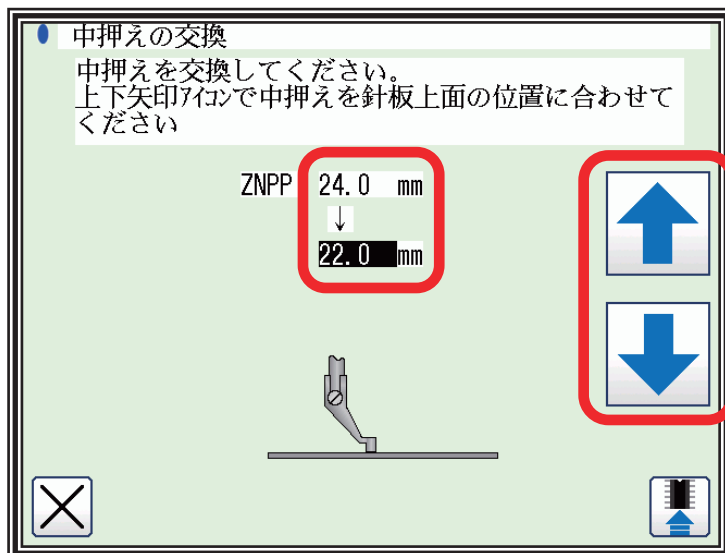 中押えの交換
中押えを交換してください。
上下矢印ｱｲｺﾝで中押えを針板上面の位置に合わせて
ください
ZNPP 24.0 mm
↓
22.0 mm